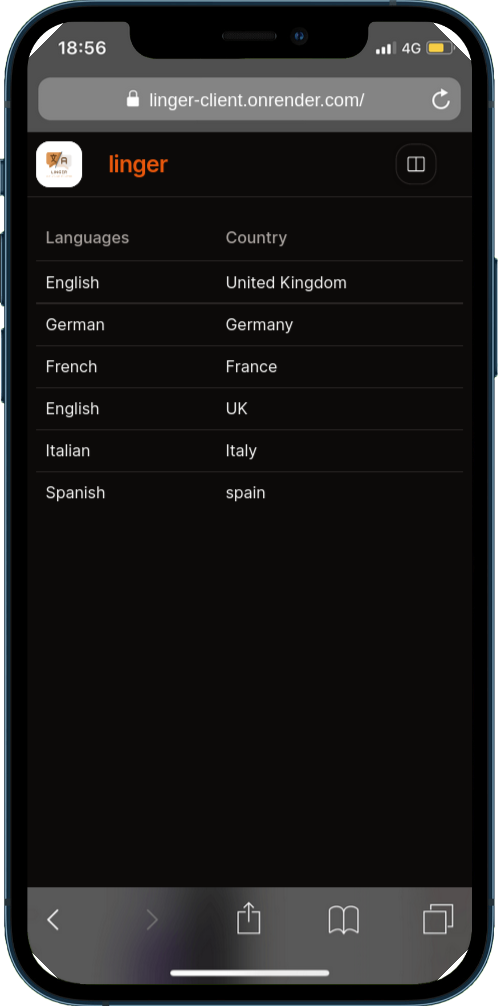 18:56 4G
linger-client.onrender.com/
linger
Languages Country
English United Kingdom
German Germany
French France
English UK
Italian Italy
Spanish spain